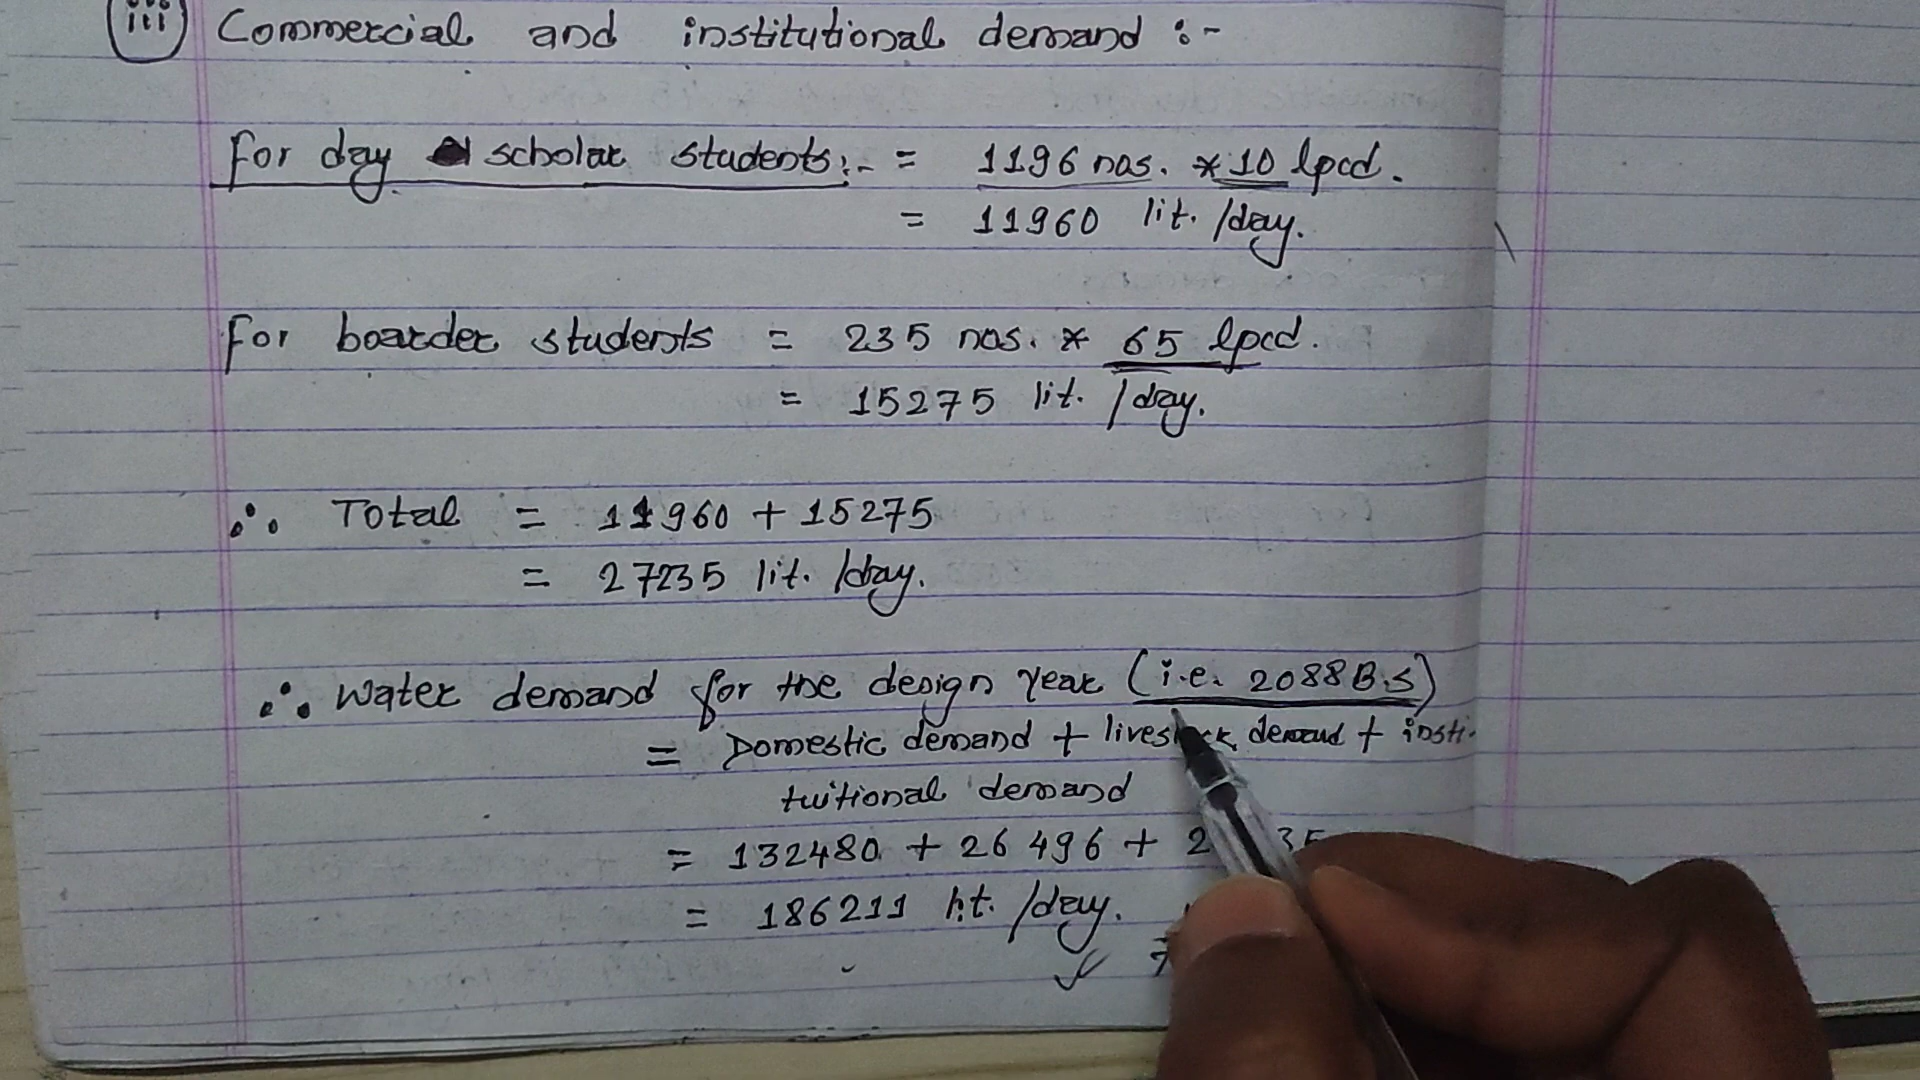 (iii) Commercial and institutional demand :-
For day scholar students:- = 1196 nos. * 10 lpcd.
= 11960 lit. /day.
For boarder students = 235 nos. * 65 lpcd.
= 15275 lit. /day.
∴ Total = 11960 + 15275
= 27235 lit. /day.
∴ Water demand for the design year (i.e. 2088 B.S)
= Domestic demand + livestock demand + insti-
tuitional demand
= 132480 + 26496 +
= 186211 lit. /day.